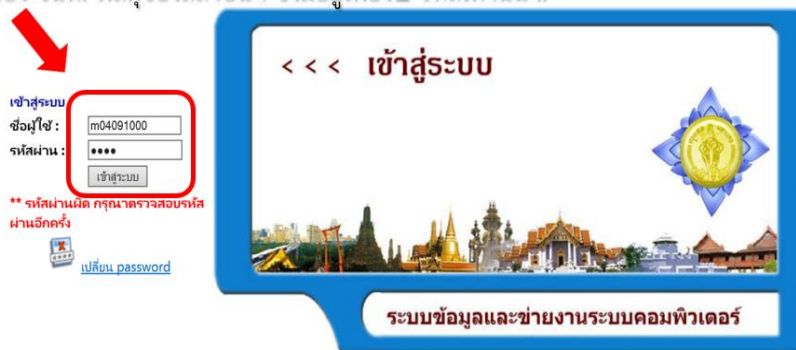 <<< เข้าสู่ระบบ
เข้าสู่ระบบ
ชื่อผู้ใช้ : m04091000
รหัสผ่าน : ••••
เข้าสู่ระบบ
** รหัสผ่านผิด กรุณาตรวจสอบรหัส
ผ่านอีกครั้ง
เปลี่ยน password
ระบบข้อมูลและข่ายงานระบบคอมพิวเตอร์